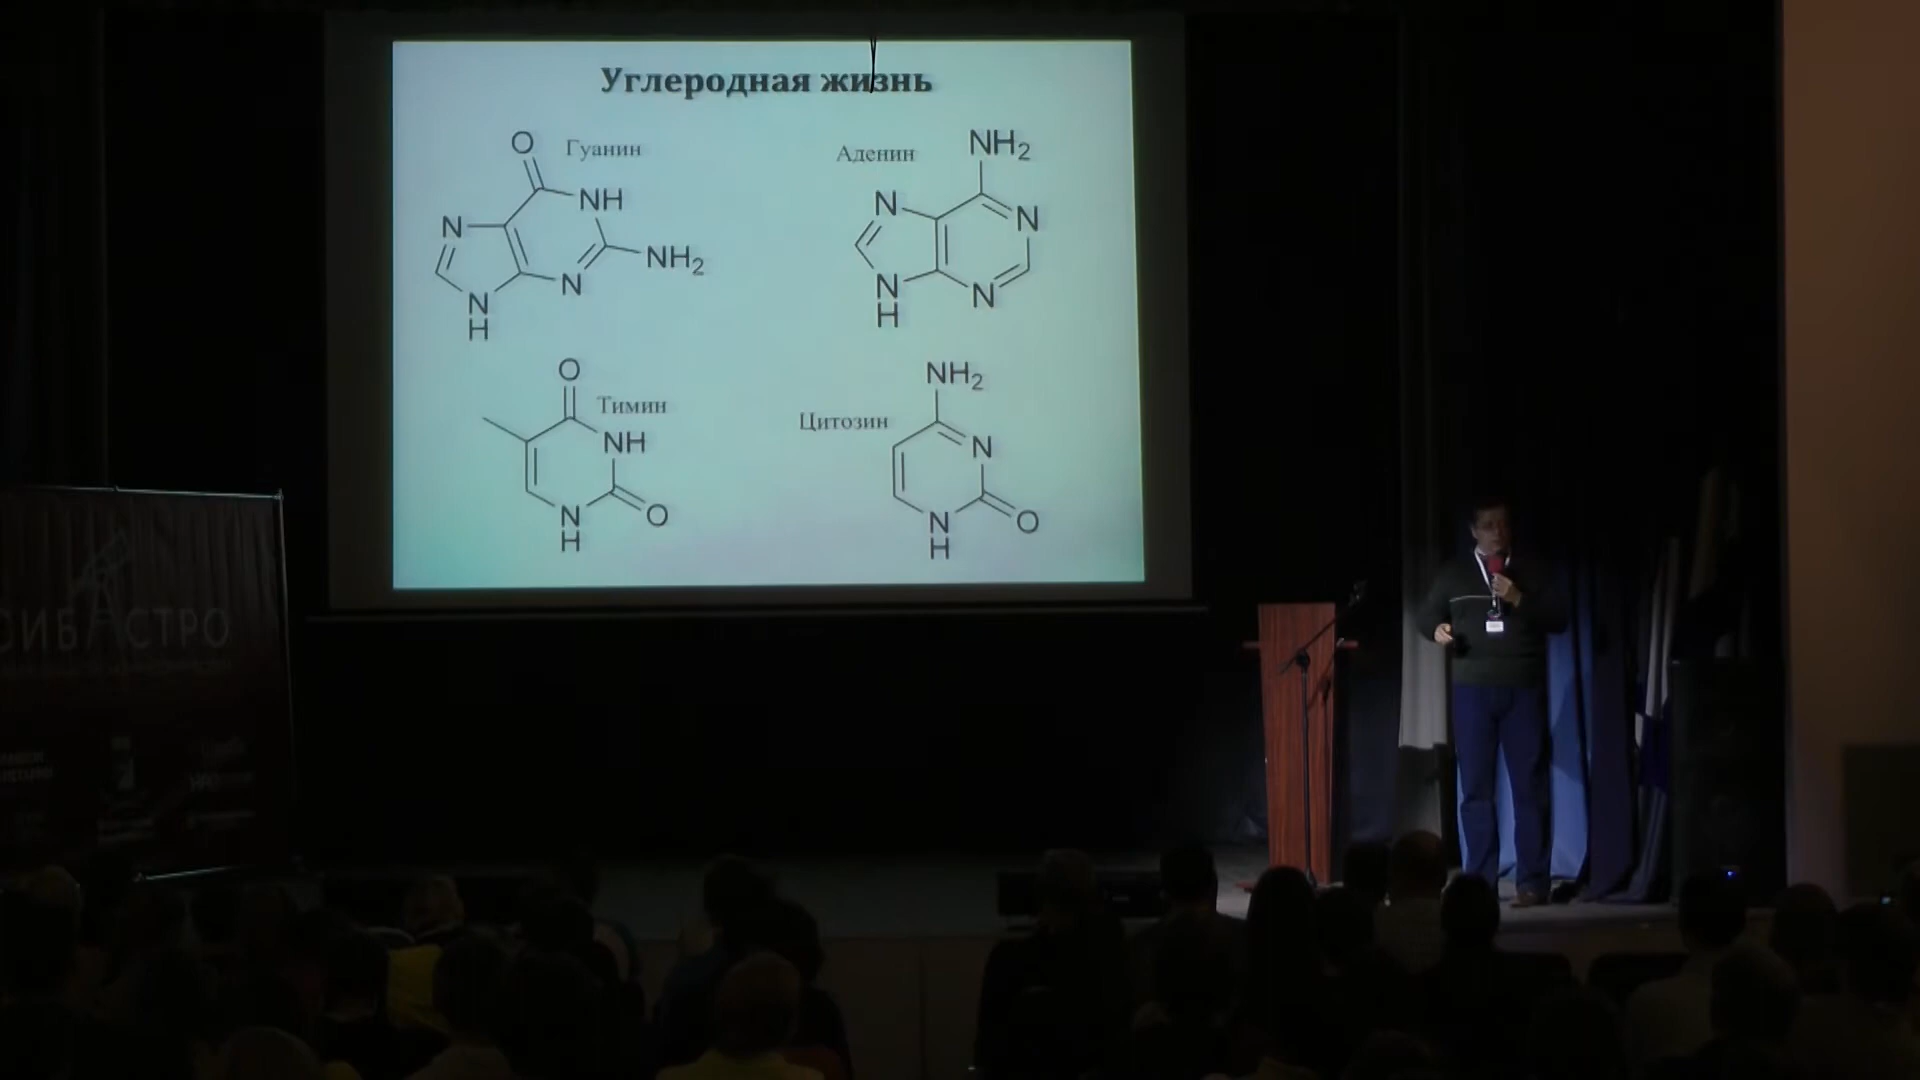 Углеродная жизнь
O
Гуанин
NH
N
NH2
N
N
H
Аденин
NH2
N
N
N
H
N
O
Тимин
NH
O
N
H
NH2
Цитозин
N
O
N
H
СИБАСТРО